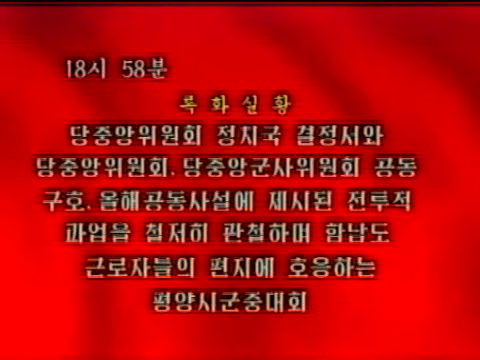 18시 58분
록화실황
당중앙위원회 정치국 결정서와
당중앙위원회, 당중앙군사위원회 공동
구호, 올해공동사설에 제시된 전투적
과업을 철저히 관철하며 함남도
근로자들의 편지에 호응하는
평양시군중대회